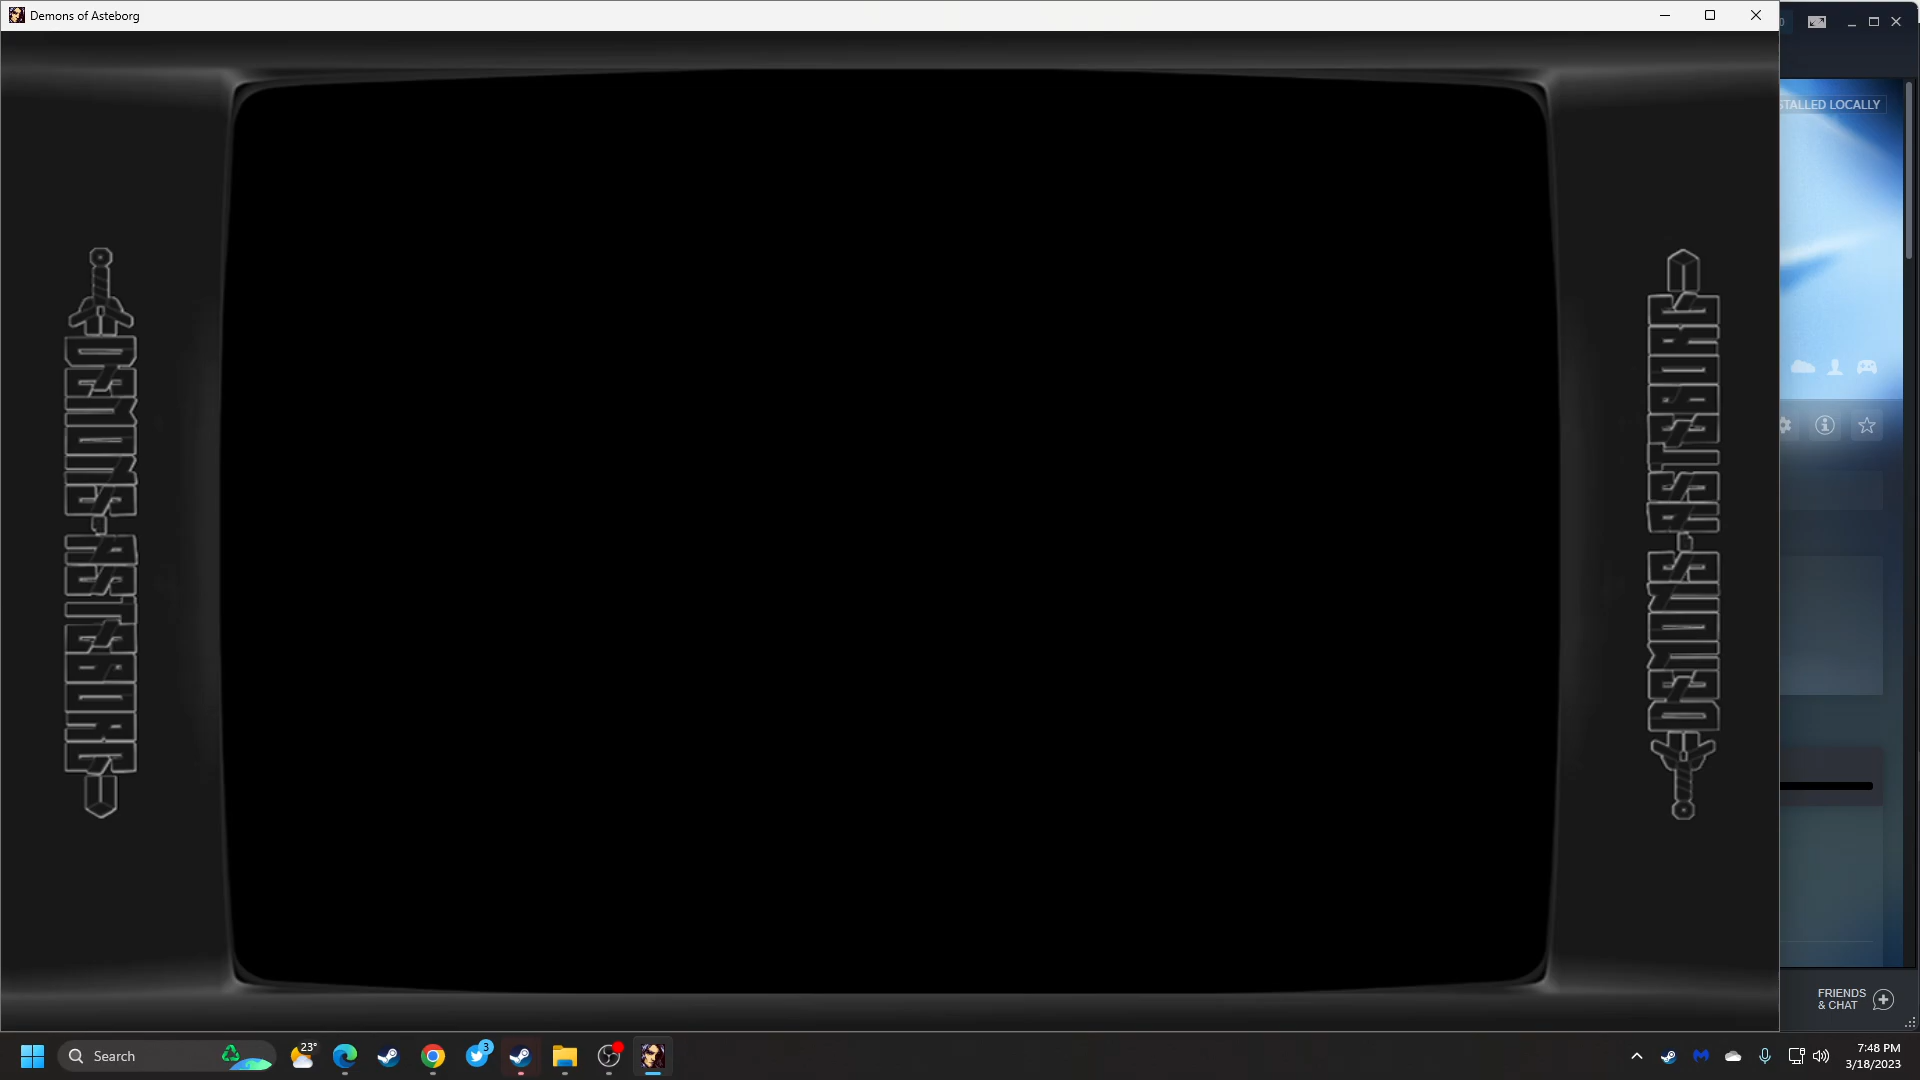 Demons of Asteborg
STALLED LOCALLY
DEMONS·ASTEBORG
DEMONS·ASTEBORG
FRIENDS
& CHAT
Search
23°
3
7:48 PM
3/18/2023